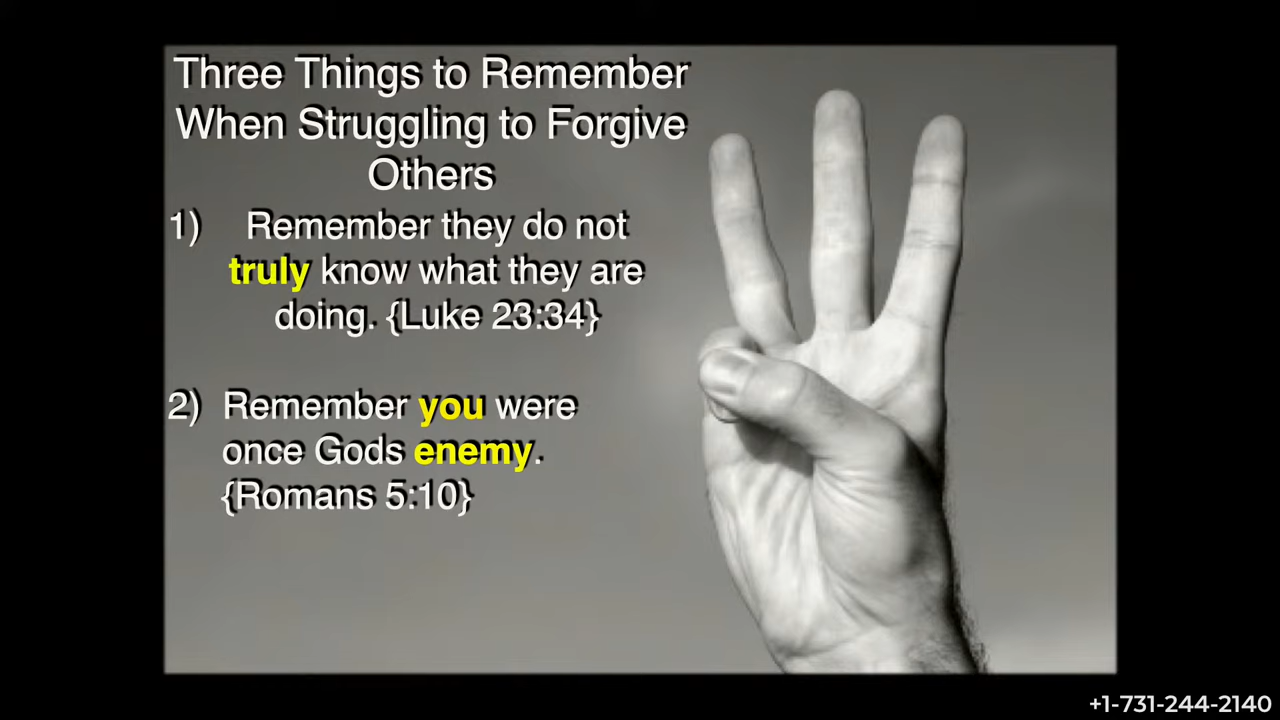 Three Things to Remember
When Struggling to Forgive
Others
1) Remember they do not
truly know what they are
doing. {Luke 23:34}
2) Remember you were
once Gods enemy.
{Romans 5:10}
+1-731-244-2140